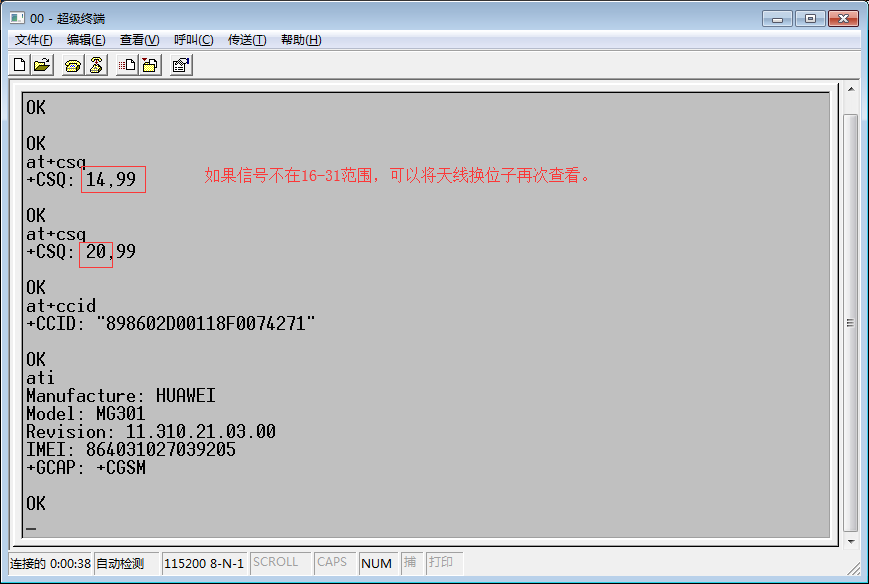 00 - 超级终端
文件(F) 编辑(E) 查看(V) 呼叫(C) 传送(T) 帮助(H)
OK
OK
at+csq
+CSQ: 14,99
如果信号不在16-31范围，可以将天线换位子再次查看。
OK
at+csq
+CSQ: 20,99
OK
at+ccid
+CCID: "898602D00118F0074271"
OK
ati
Manufacture: HUAWEI
Model: MG301
Revision: 11.310.21.03.00
IMEI: 864031027039205
+GCAP: +CGSM
OK
_
连接的 0:00:38 自动检测 115200 8-N-1 SCROLL CAPS NUM 捕 打印